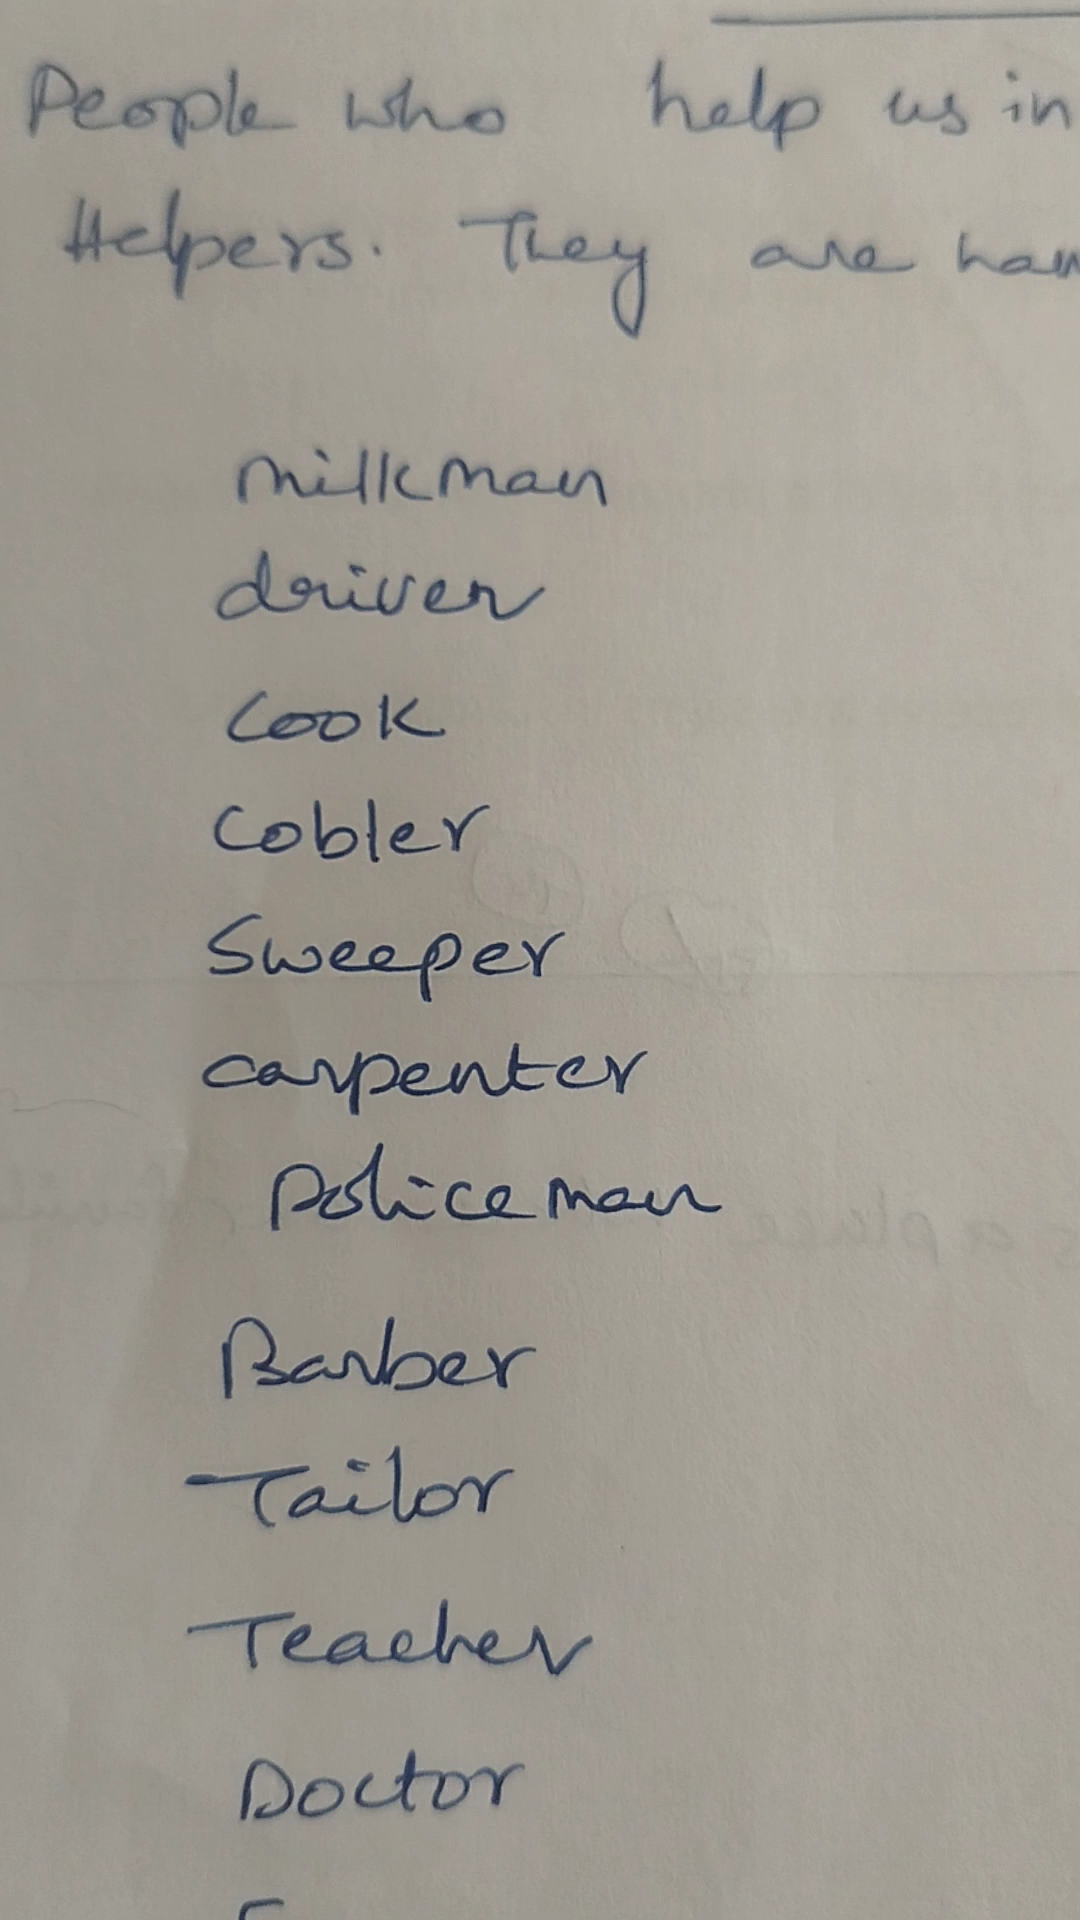 People who help us in
Helpers. They are
milkman
driver
Cook
Cobler
Sweeper
carpenter
Policeman
Barber
Tailor
Teacher
Doctor